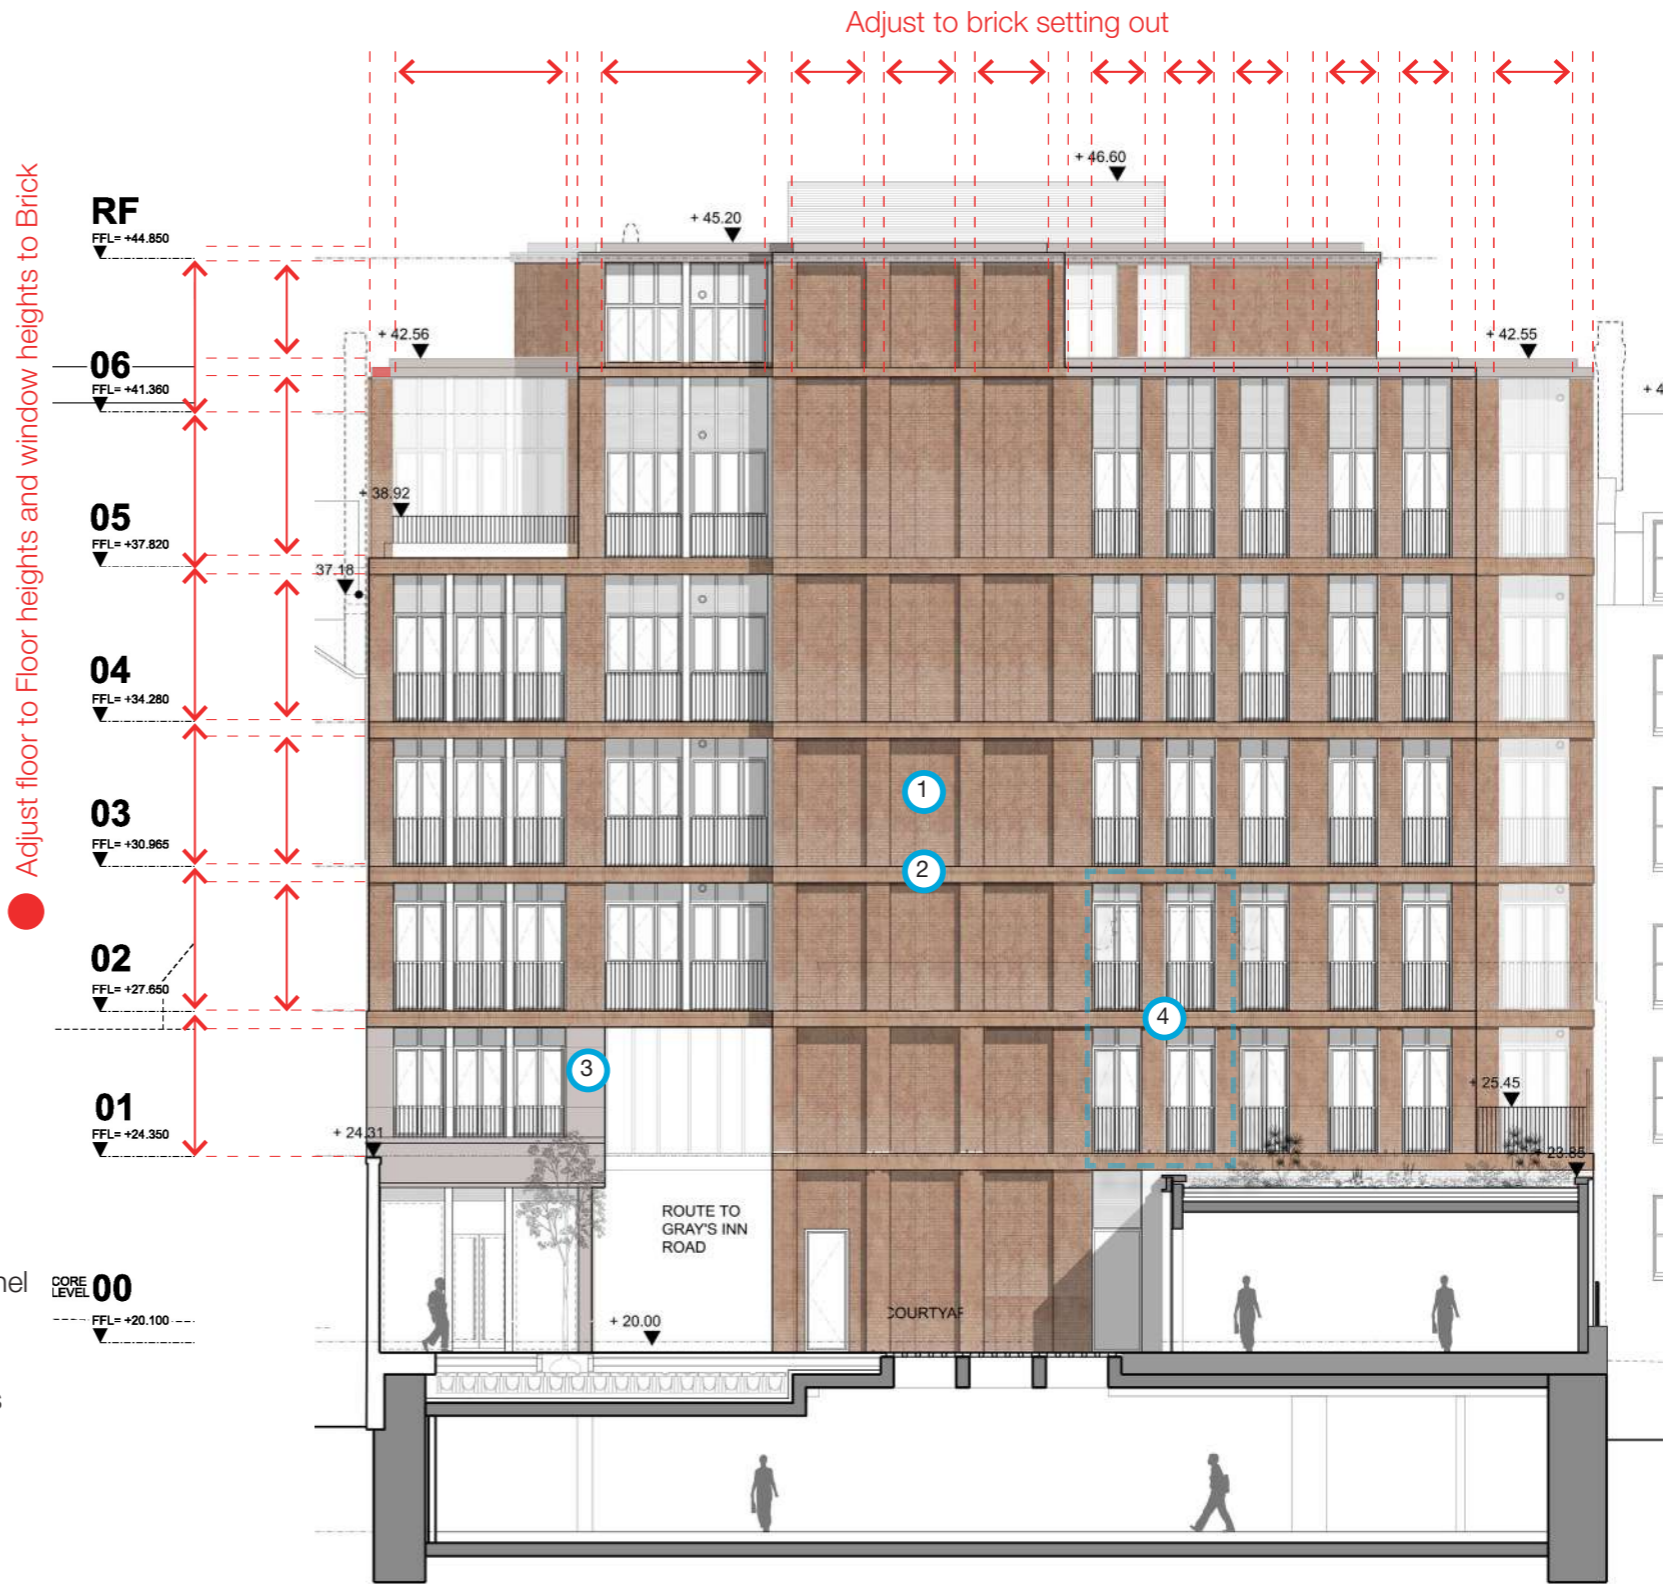 Adjust to brick setting out
Adjust floor to Floor heights and window heights to Brick
+ 46.60
+ 45.20
RF
FFL= +44.850
+ 42.56
+ 42.55
06
FFL= +41.360
+ 4
+ 38.92
05
FFL= +37.820
37.18
04
FFL= +34.280
1
03
FFL= +30.965
2
02
FFL= +27.650
4
3
01
FFL= +24.350
+ 25.45
+ 24.31
+ 23.85
ROUTE TO
GRAY'S INN
ROAD
nel
CORE
LEVEL
00
FFL= +20.100
+ 20.00
COURTYAR
s